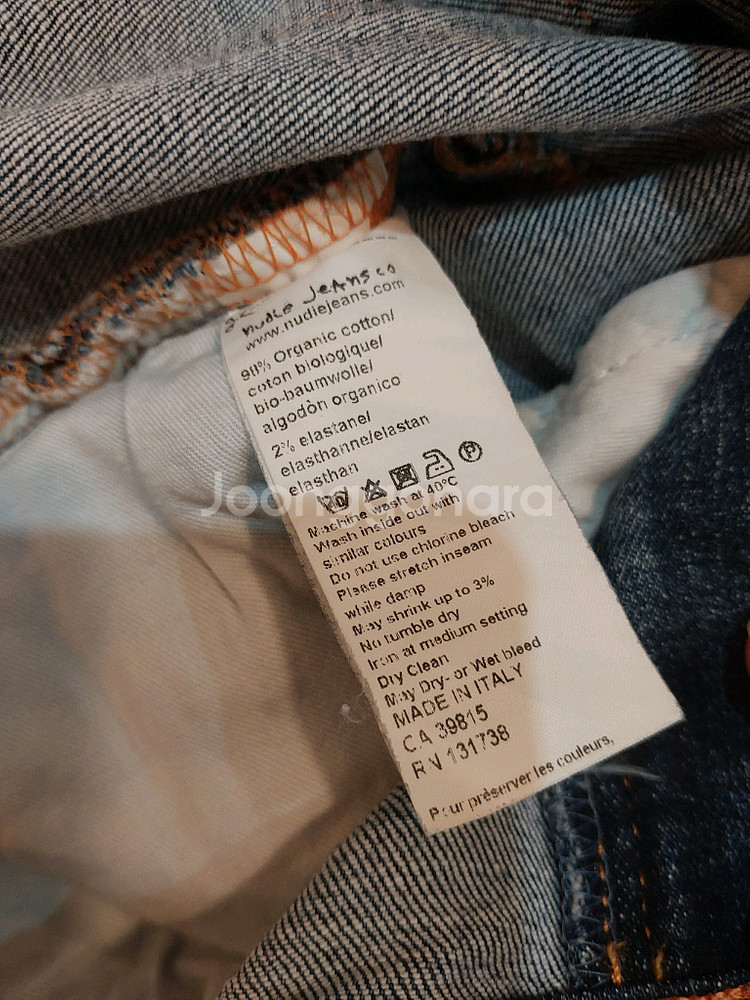 nudie jeans co
www.nudiejeans.com
98% Organic cotton/
coton biologique/
bio-baumwolle/
algodòn organico
2% elastane/
elasthanne/elastan
elasthan
Machine wash at 40°C
Wash inside out with
similar colours
Do not use chlorine bleach
Please stretch inseam
while damp
May shrink up to 3%
No tumble dry
Iron at medium setting
Dry Clean
May Dry- or Wet bleed
MADE IN ITALY
CA 39815
RN 131738
Pour préserver les couleurs,
Joonggonara